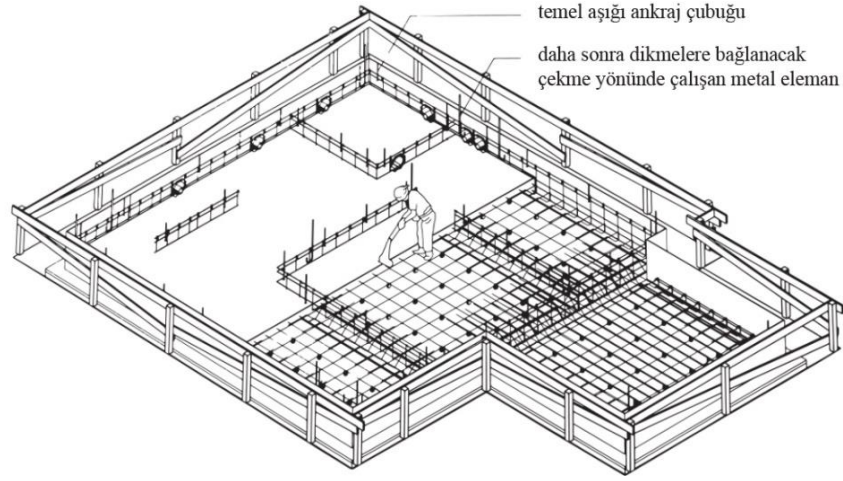 temel aşığı ankraj çubuğu
daha sonra dikmelere bağlanacak
çekme yönünde çalışan metal eleman